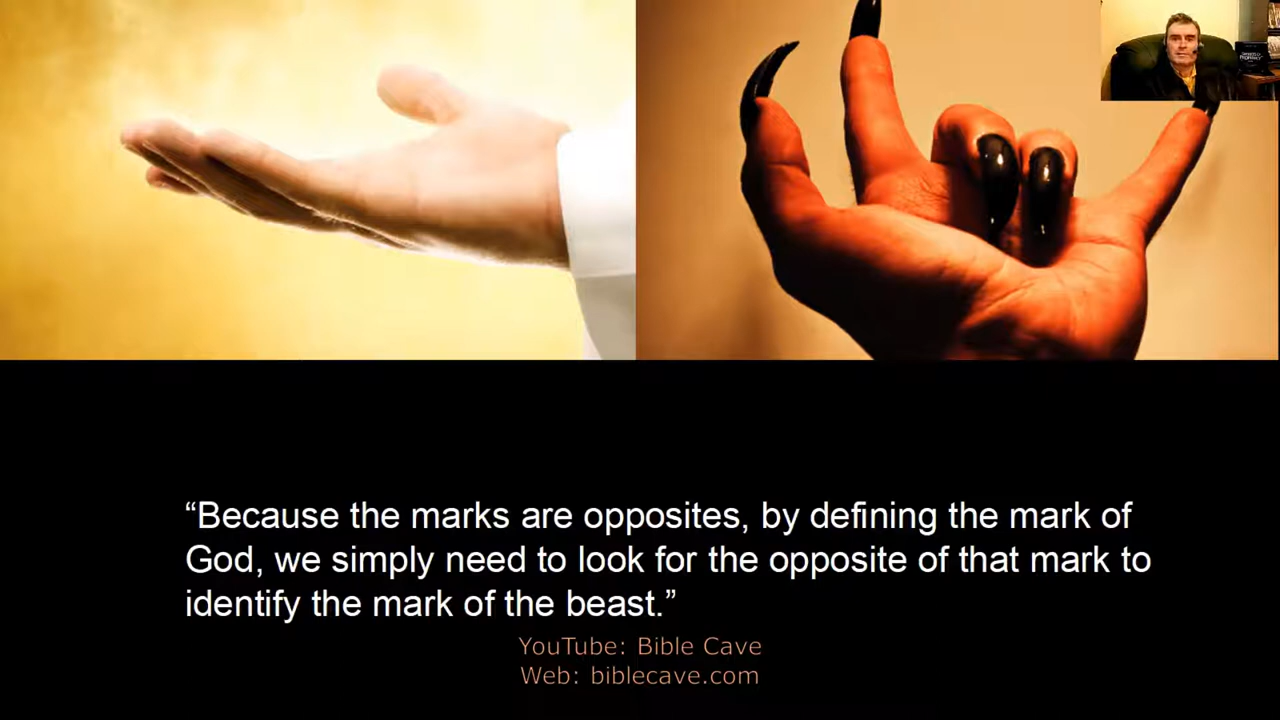 “Because the marks are opposites, by defining the mark of
God, we simply need to look for the opposite of that mark to
identify the mark of the beast.”
YouTube: Bible Cave
Web: biblecave.com